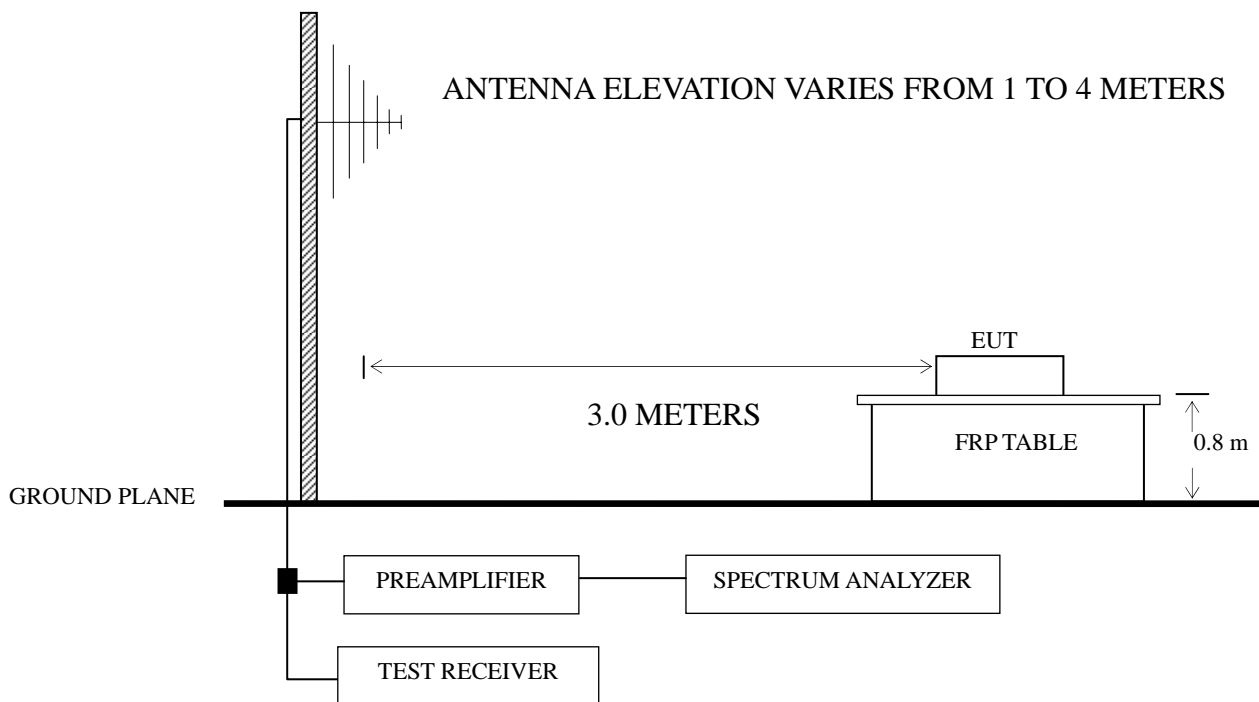 ANTENNA ELEVATION VARIES FROM 1 TO 4 METERS
EUT
3.0 METERS
FRP TABLE
0.8 m
GROUND PLANE
PREAMPLIFIER
SPECTRUM ANALYZER
TEST RECEIVER